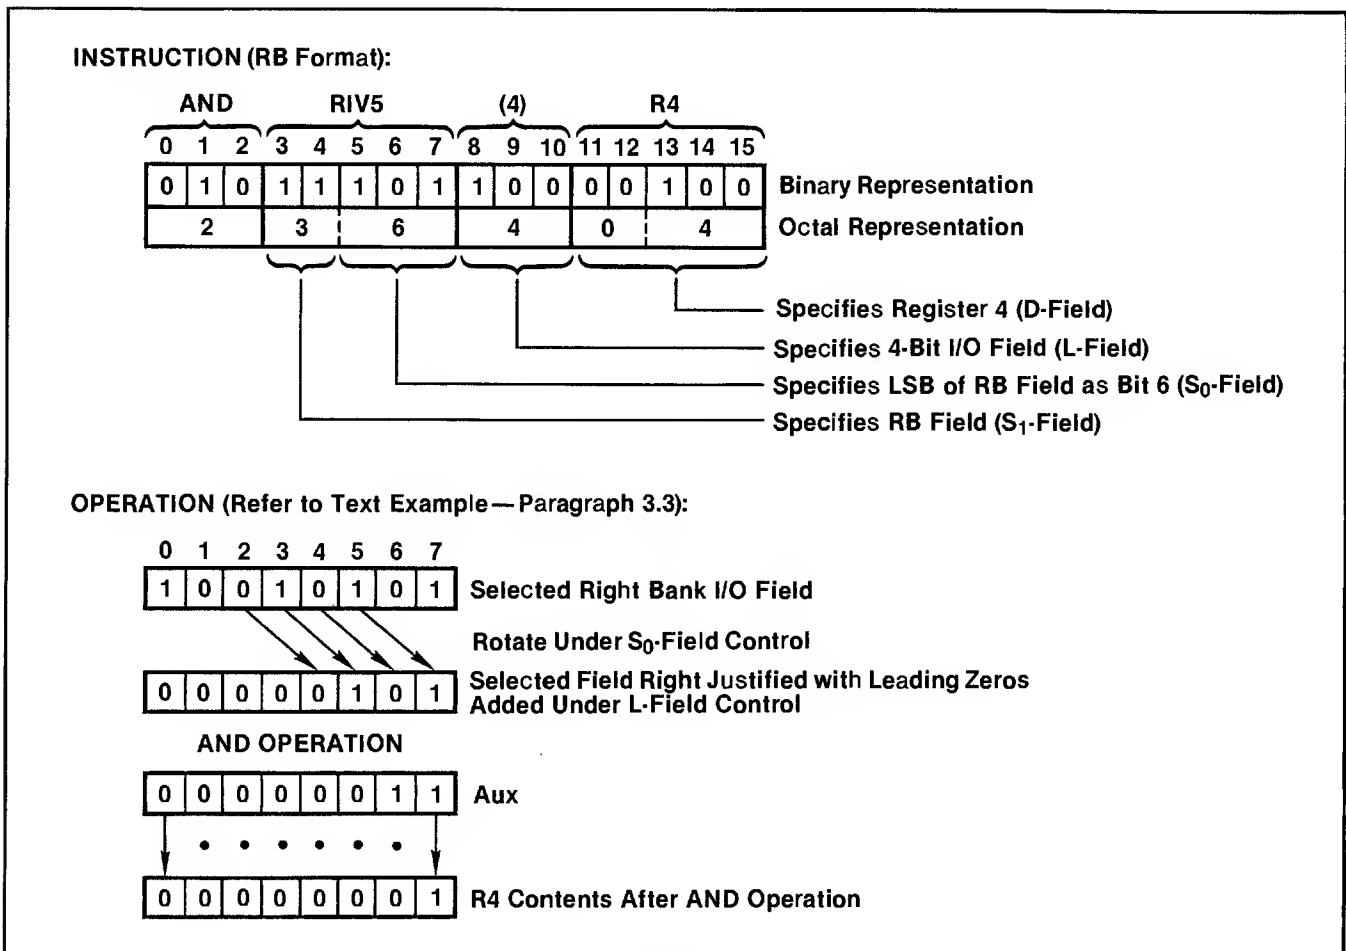 INSTRUCTION (RB Format):
AND RIV5 (4) R4
0 1 2 3 4 5 6 7 8 9 10 11 12 13 14 15
0 1 0 1 1 1 0 1 1 0 0 0 0 1 0 0 Binary Representation
2 3 6 4 0 4 Octal Representation
Specifies Register 4 (D-Field)
Specifies 4-Bit I/O Field (L-Field)
Specifies LSB of RB Field as Bit 6 (S0-Field)
Specifies RB Field (S1-Field)
OPERATION (Refer to Text Example—Paragraph 3.3):
0 1 2 3 4 5 6 7
1 0 0 1 0 1 0 1 Selected Right Bank I/O Field
Rotate Under S0-Field Control
0 0 0 0 0 1 0 1 Selected Field Right Justified with Leading Zeros
Added Under L-Field Control
AND OPERATION
0 0 0 0 0 0 1 1 Aux
0 0 0 0 0 0 0 1 R4 Contents After AND Operation